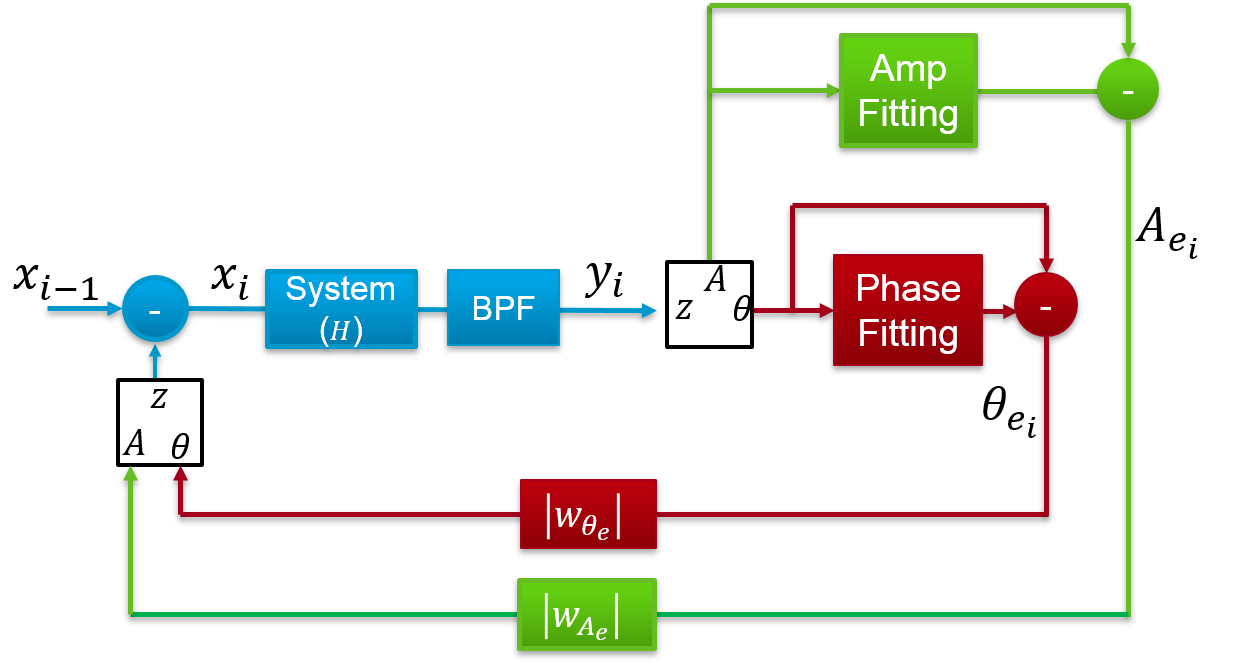 Amp
Fitting
-
A_{e_i}
x_{i-1}
-
x_i
System
(H)
BPF
y_i
A
z
θ
Phase
Fitting
-
θ_{e_i}
z
A θ
|w_{θ_e}|
|w_{A_e}|